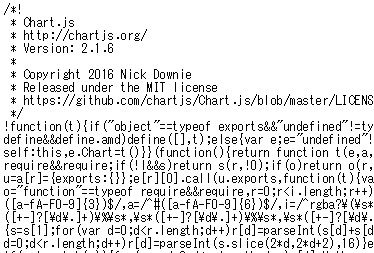 /*!
 * Chart.js
 * http://chartjs.org/
 * Version: 2.1.6
 *
 * Copyright 2016 Nick Downie
 * Released under the MIT license
 * https://github.com/chartjs/Chart.js/blob/master/LICENS
 */
!function(t){if("object"==typeof exports&&"undefined"!=ty
define&&define.amd)define([],t);else{var e;e="undefined"!
self:this,e.Chart=t()}}(function(){return function t(e,a,
require&&require;if(!l&&s)return s(r,!0);if(o)return o(r,
u=a[r]={exports:{}};e[r][0].call(u.exports,function(t){va
o="function"==typeof require&&require,r=0;r<i.length;r++)
([a-fA-F0-9]{3})$/,a=/^#([a-fA-F0-9]{6})$/,i=/^rgba?¥(¥s*
([+-]?[¥d¥.]+)¥%¥s*,¥s*([+-]?[¥d¥.]+)¥%¥s*,¥s*([+-]?[¥d¥.
{s=s[1];for(var d=0;d<r.length;d++)r[d]=parseInt(s[d]+s[d
d=0;d<r.length;d++)r[d]=parseInt(s.slice(2*d,2*d+2),16)}e